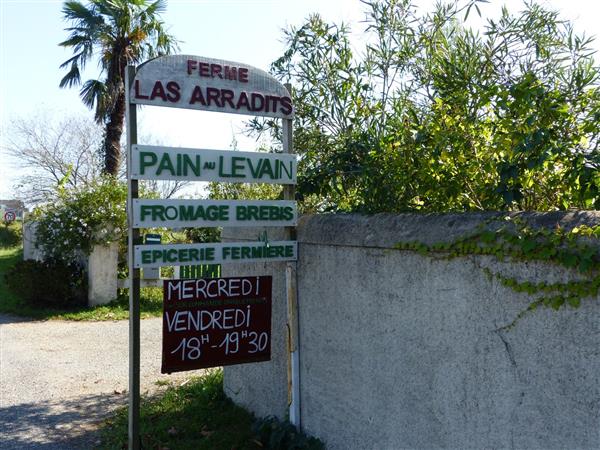 FERME
LAS ARRADITS
PAIN AU LEVAIN
FROMAGE BREBIS
EPICERIE FERMIERE
MERCREDI
VENDREDI
18H-19H30